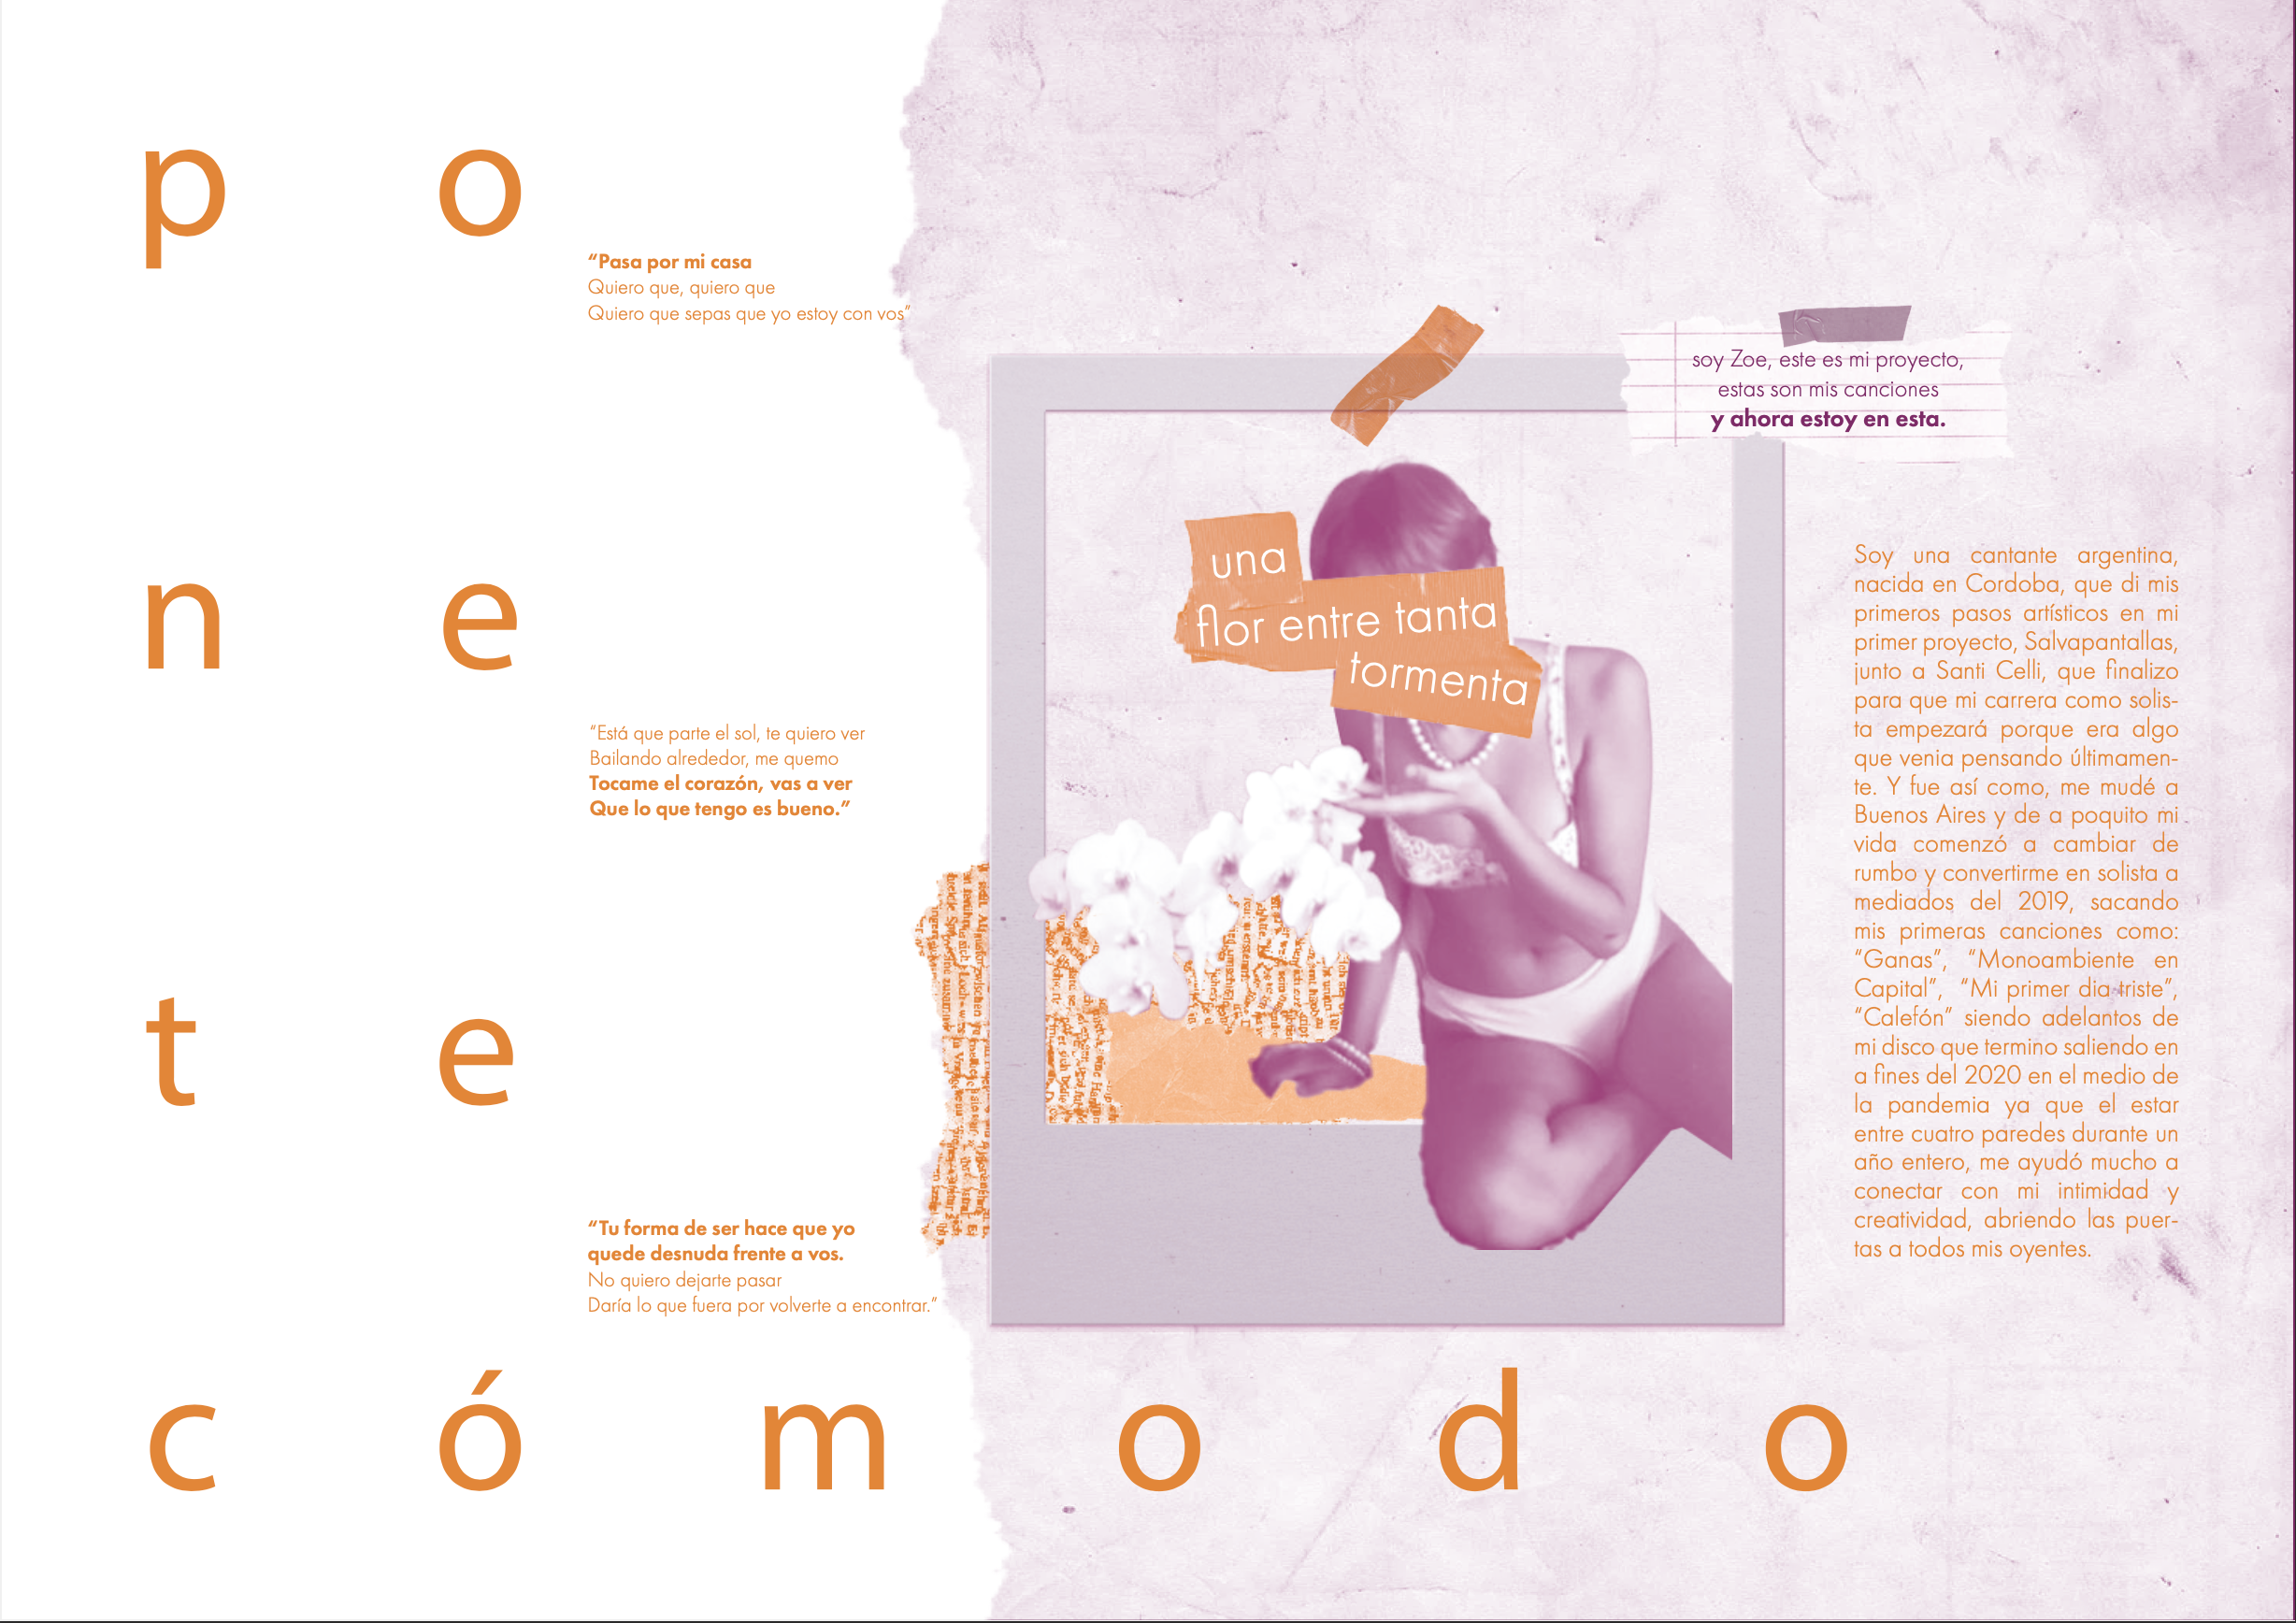 po
“Pasa por mi casa
Quiero que, quiero que
Quiero que sepas que yo estoy con vos”
ne
“Está que parte el sol, te quiero ver
Bailando alrededor, me quemo
Tocame el corazón, vas a ver
Que lo que tengo es bueno.”
te
“Tu forma de ser hace que yo
quede desnuda frente a vos.
No quiero dejarte pasar
Daría lo que fuera por volverte a encontrar.”
cómodo
una
flor entre tanta
tormenta
soy Zoe, este es mi proyecto,
estas son mis canciones
y ahora estoy en esta.
Soy una cantante argentina,
nacida en Cordoba, que di mis
primeros pasos artísticos en mi
primer proyecto, Salvapantallas,
junto a Santi Celli, que finalizo
para que mi carrera como solis-
ta empezará porque era algo
que venia pensando últimamen-
te. Y fue así como, me mudé a
Buenos Aires y de a poquito mi
vida comenzó a cambiar de
rumbo y convertirme en solista a
mediados del 2019, sacando
mis primeras canciones como:
“Ganas”, “Monoambiente en
Capital”, “Mi primer dia triste”,
“Calefón” siendo adelantos de
mi disco que termino saliendo en
a fines del 2020 en el medio de
la pandemia ya que el estar
entre cuatro paredes durante un
año entero, me ayudó mucho a
conectar con mi intimidad y
creatividad, abriendo las puer-
tas a todos mis oyentes.